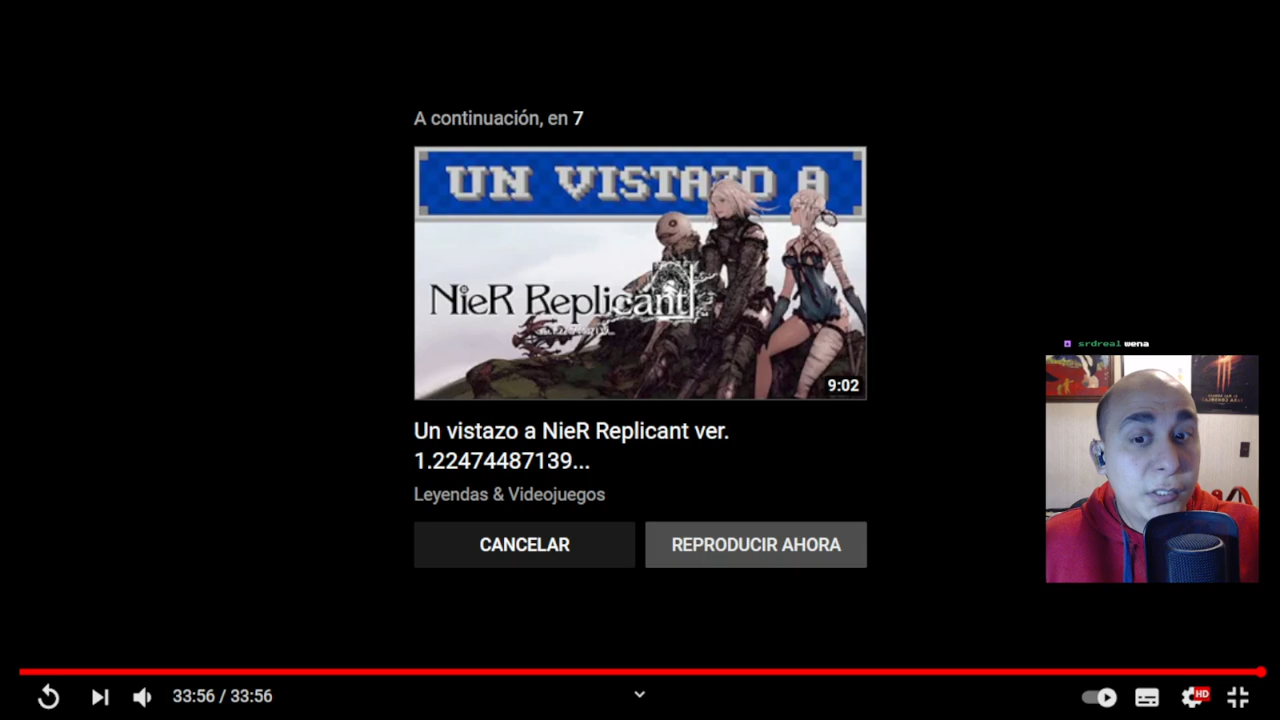 A continuación, en 7
UN VISTAZO A
NieR Replicant
9:02
Un vistazo a NieR Replicant ver.
1.22474487139...
Leyendas & Videojuegos
CANCELAR
REPRODUCIR AHORA
srdreal wena
33:56 / 33:56
HD